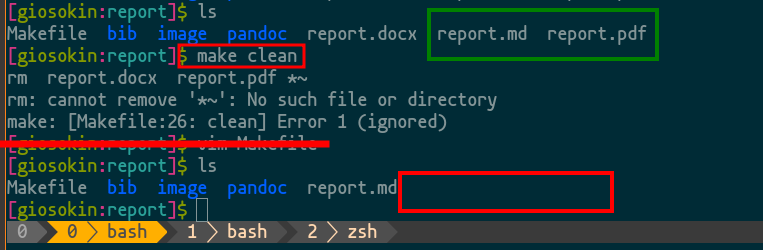 [giosokin:report]$ ls
Makefile  bib  image  pandoc  report.docx  report.md  report.pdf
[giosokin:report]$ make clean
rm  report.docx  report.pdf *~
rm: cannot remove '*~': No such file or directory
make: [Makefile:26: clean] Error 1 (ignored)
[giosokin:report]$ vim Makefile
[giosokin:report]$ ls
Makefile  bib  image  pandoc  report.md
[giosokin:report]$
0  0  bash  1  bash  2  zsh